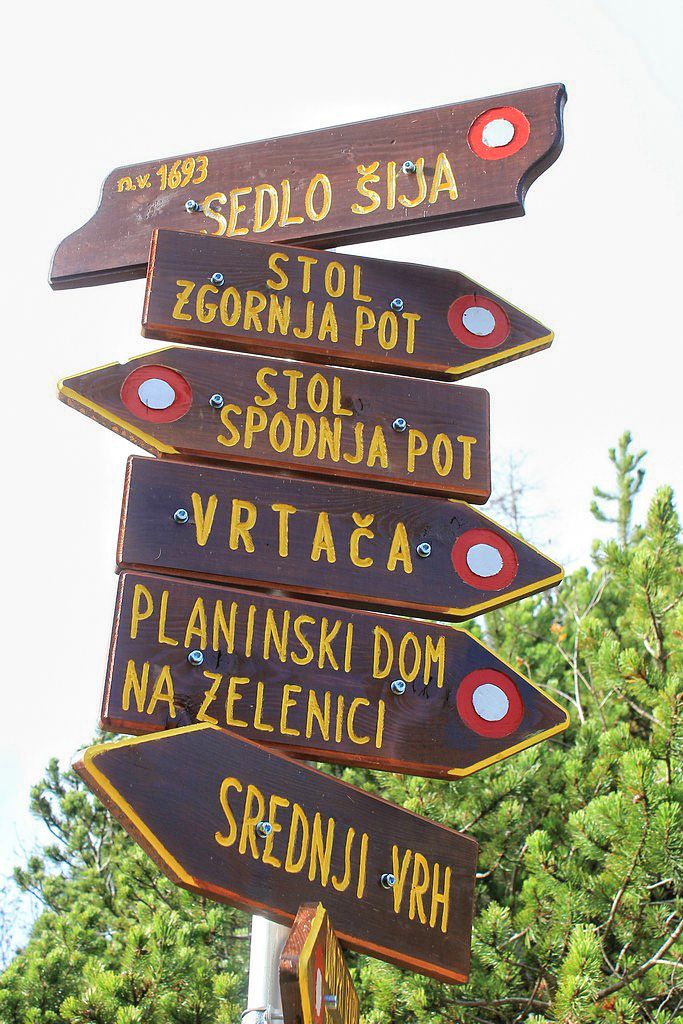 n.v. 1693
SEDLO ŠIJA
STOL
ZGORNJA POT
STOL
SPODNJA POT
VRTAČA
PLANINSKI DOM
NA ZELENICI
SREDNJI VRH